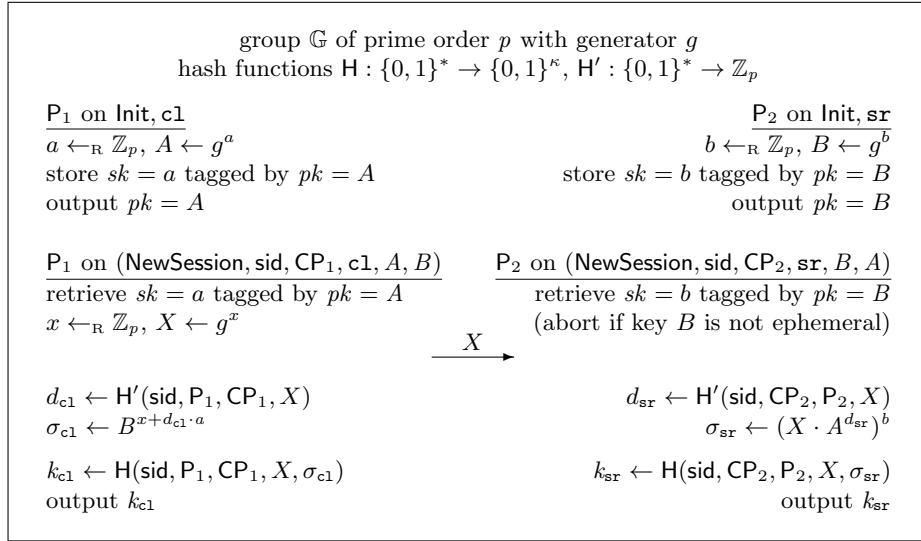 group 𝔾 of prime order p with generator g
hash functions H : {0, 1}* → {0, 1}^κ, H′ : {0, 1}* → ℤ_p
P₁ on Init, cl
a ←_R ℤ_p, A ← g^a
store sk = a tagged by pk = A
output pk = A
P₂ on Init, sr
b ←_R ℤ_p, B ← g^b
store sk = b tagged by pk = B
output pk = B
P₁ on (NewSession, sid, CP₁, cl, A, B)
retrieve sk = a tagged by pk = A
x ←_R ℤ_p, X ← g^x
P₂ on (NewSession, sid, CP₂, sr, B, A)
retrieve sk = b tagged by pk = B
(abort if key B is not ephemeral)
X
d_cl ← H′(sid, P₁, CP₁, X)
σ_cl ← B^{x+d_cl·a}
k_cl ← H(sid, P₁, CP₁, X, σ_cl)
output k_cl
d_sr ← H′(sid, CP₂, P₂, X)
σ_sr ← (X · A^{d_sr})^b
k_sr ← H(sid, CP₂, P₂, X, σ_sr)
output k_sr